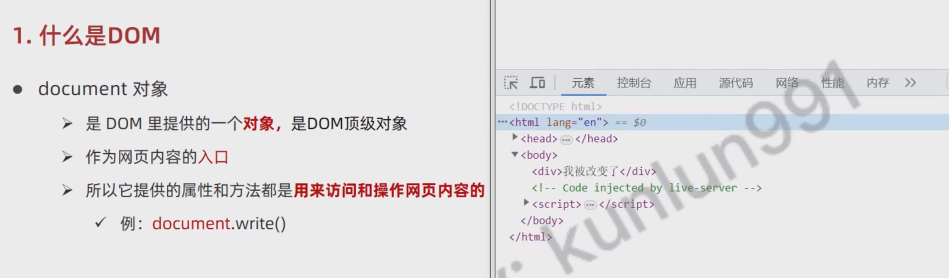 1. 什么是DOM
document 对象
是 DOM 里提供的一个对象，是DOM顶级对象
作为网页内容的入口
所以它提供的属性和方法都是用来访问和操作网页内容的
例：document.write()
元素 控制台 应用 源代码 网络 性能 内存
<!DOCTYPE html>
<html lang="en"> == $0
<head> … </head>
<body>
<div>我被改变了</div>
<!-- Code injected by live-server -->
<script> … </script>
</body>
</html>
kunlun991